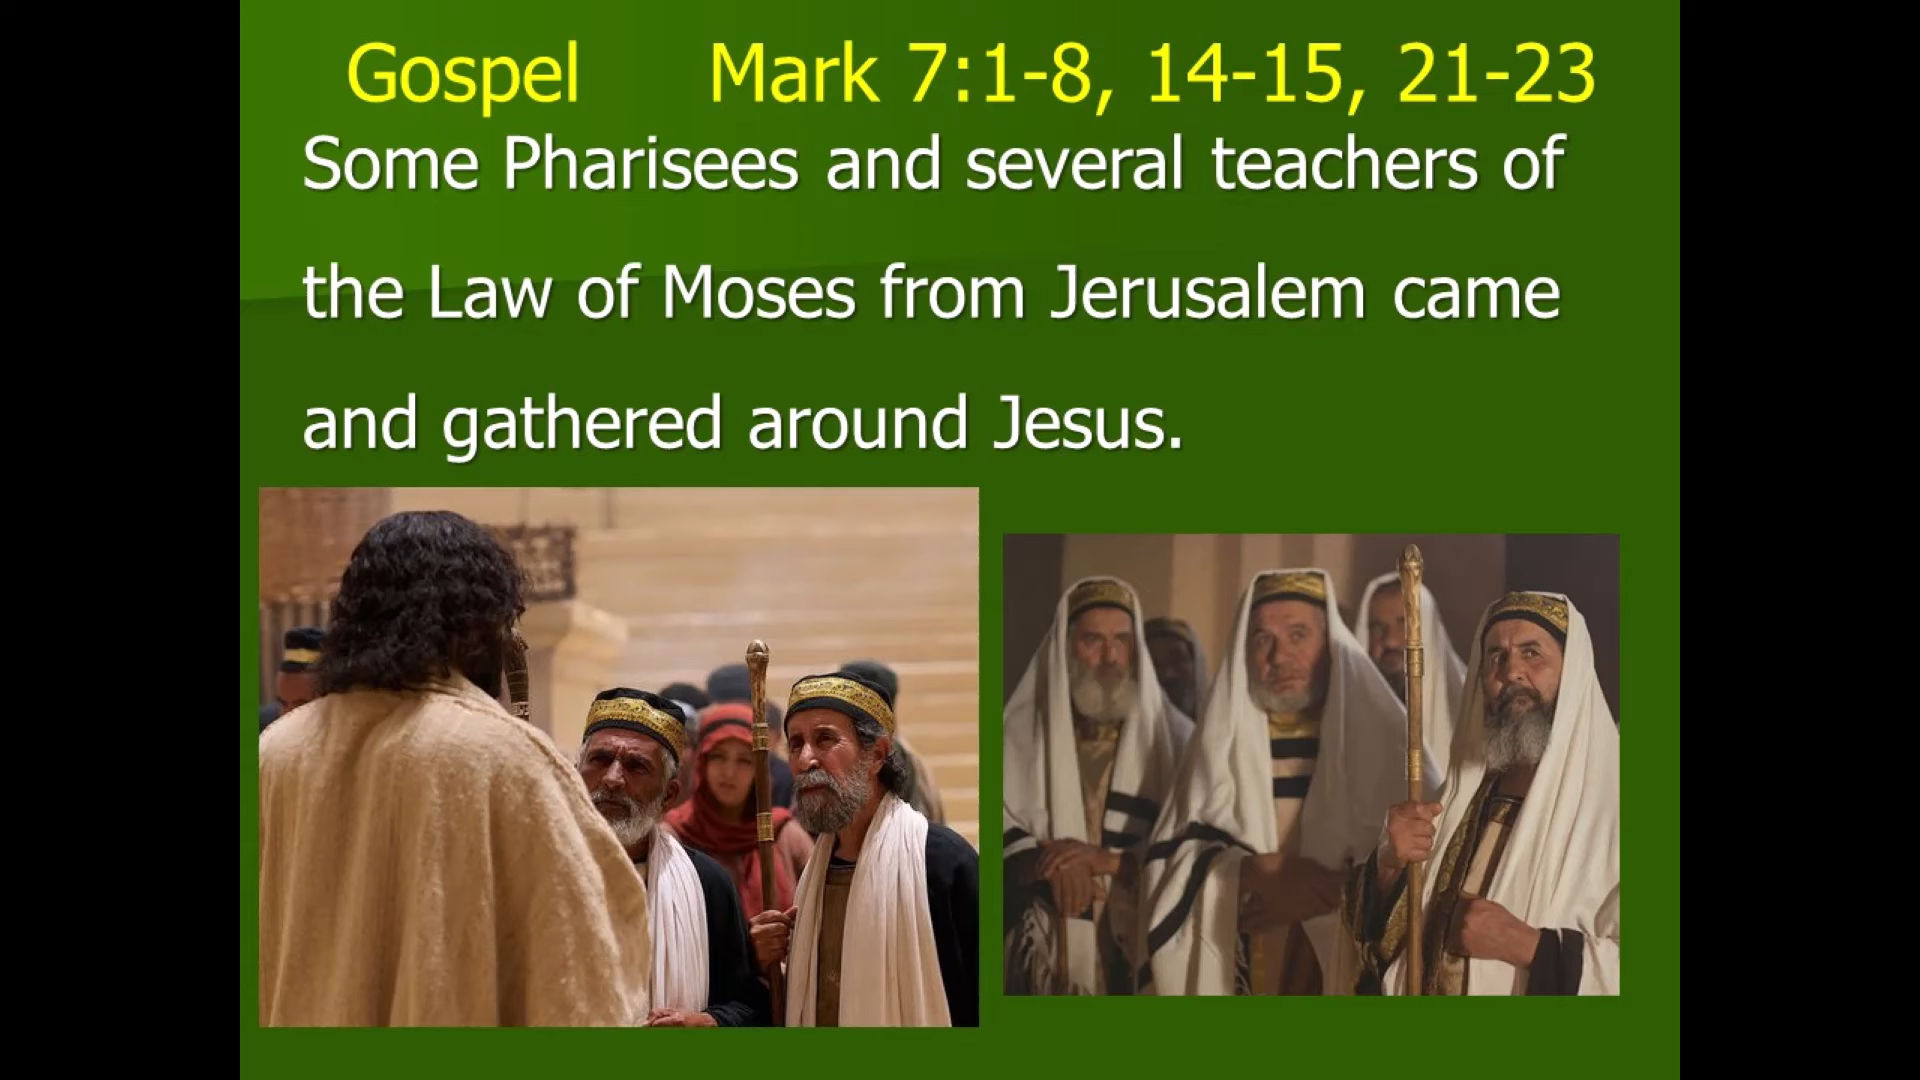 Gospel Mark 7:1-8, 14-15, 21-23
Some Pharisees and several teachers of
the Law of Moses from Jerusalem came
and gathered around Jesus.